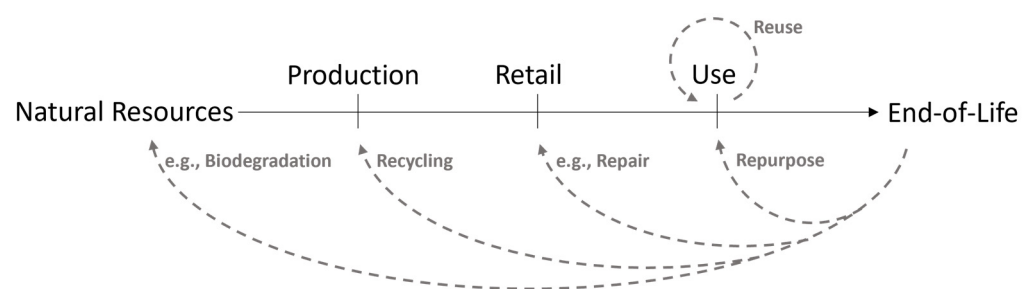 Reuse
Production
Retail
Use
Natural Resources
End-of-Life
e.g., Biodegradation
Recycling
e.g., Repair
Repurpose